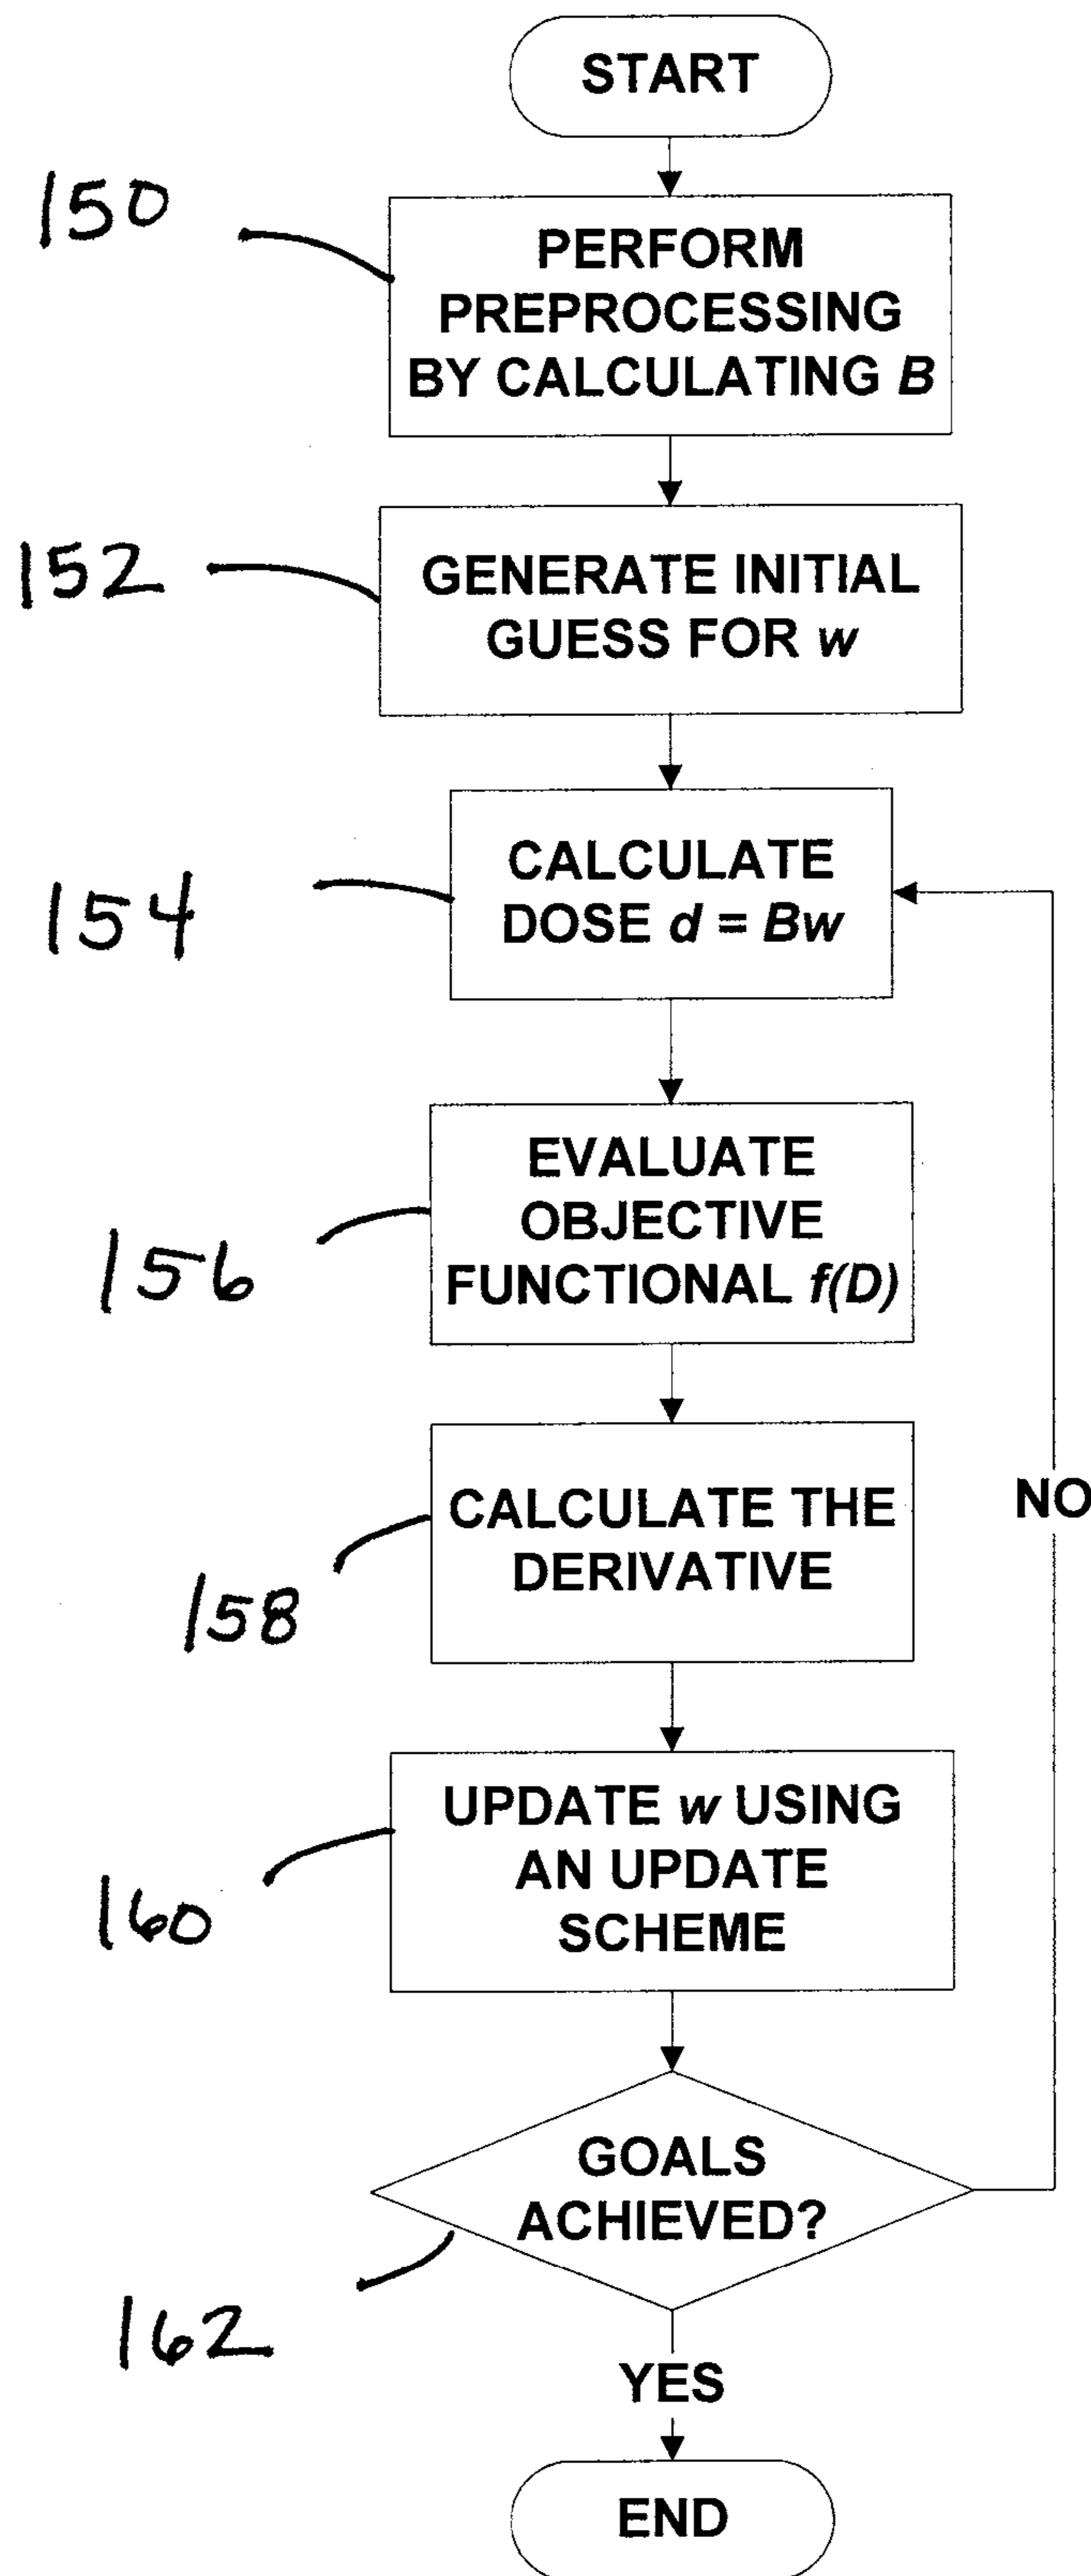 START
150
PERFORM
PREPROCESSING
BY CALCULATING B
152
GENERATE INITIAL
GUESS FOR w
154
CALCULATE
DOSE d = Bw
156
EVALUATE
OBJECTIVE
FUNCTIONAL f(D)
NO
158
CALCULATE THE
DERIVATIVE
160
UPDATE w USING
AN UPDATE
SCHEME
162
GOALS
ACHIEVED?
YES
END